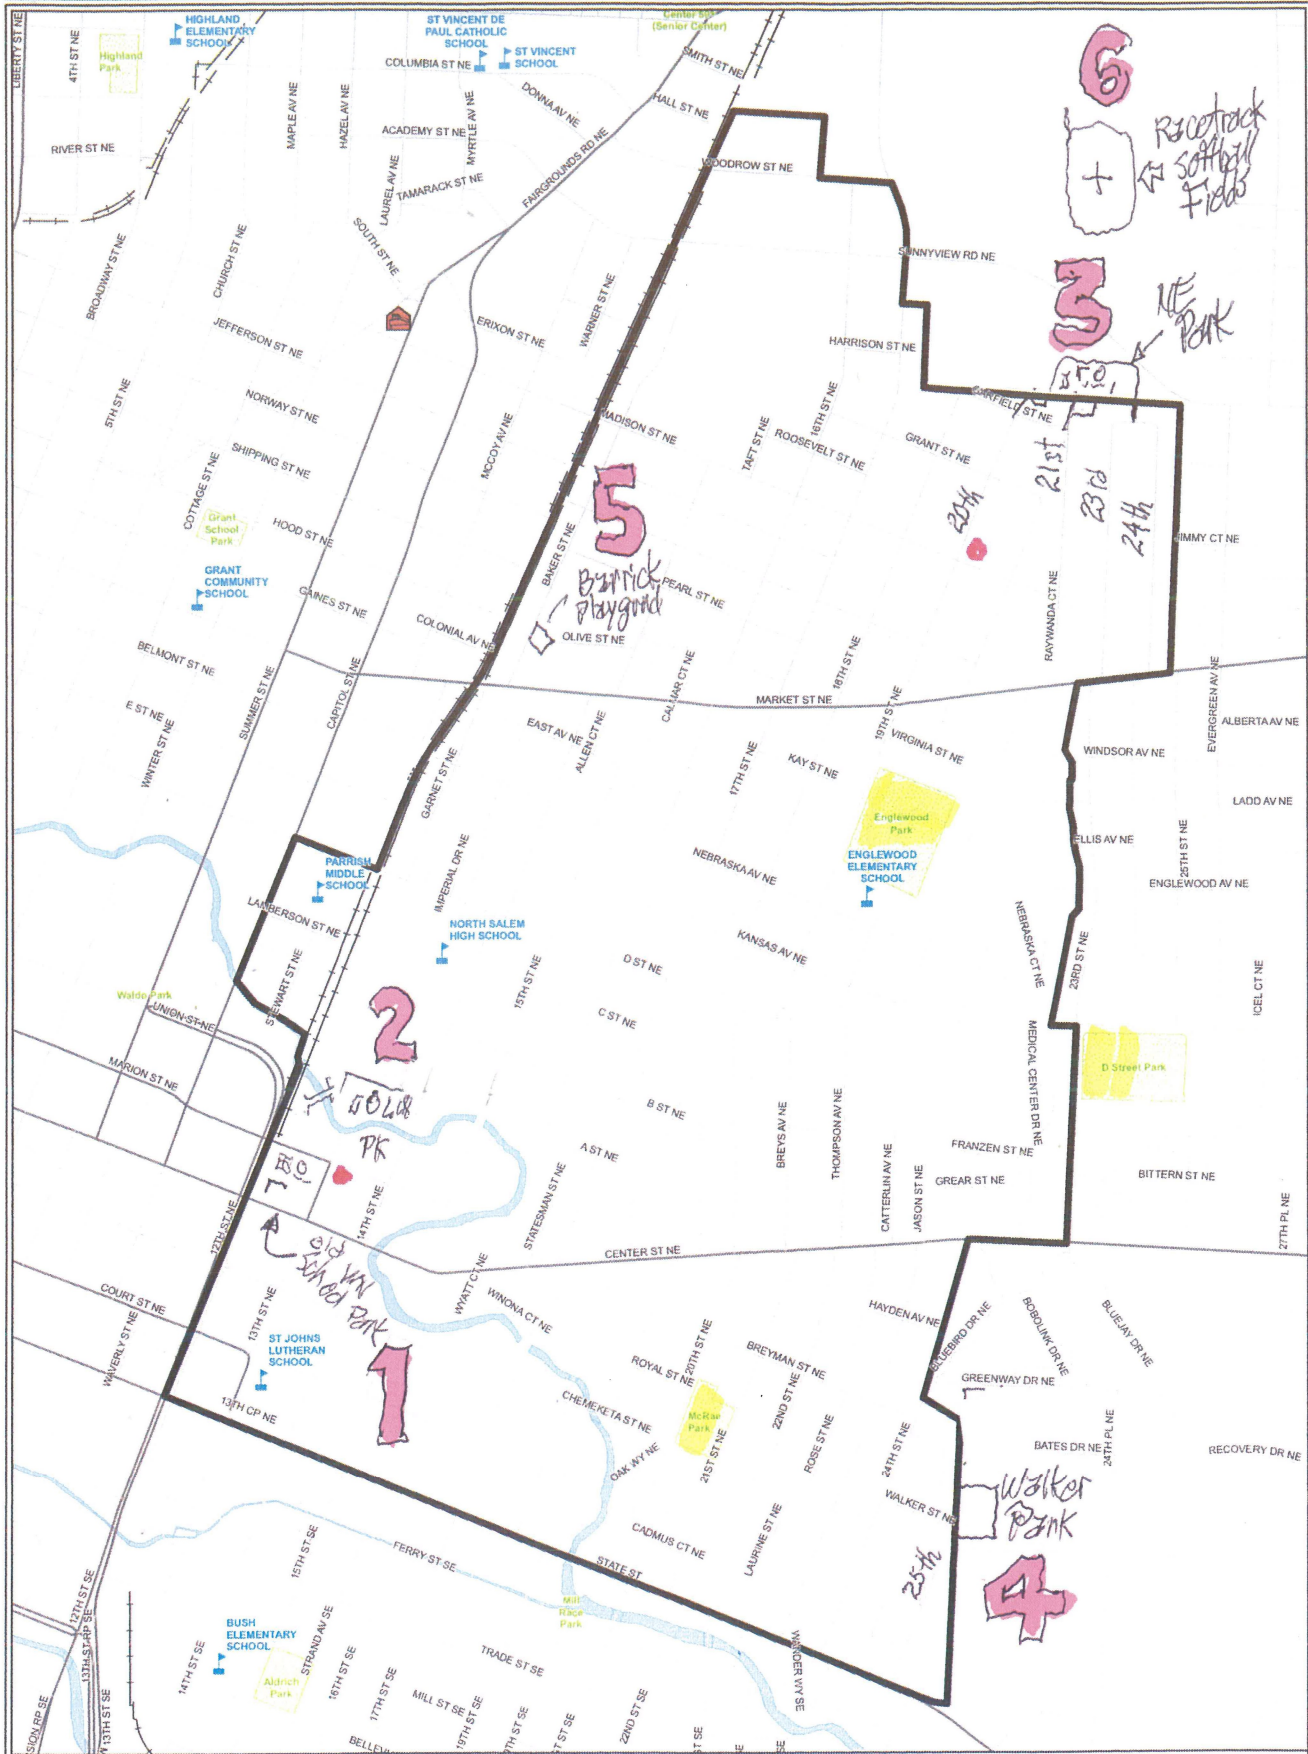 LIBERTY ST NE
4TH ST NE
Highland
Park
HIGHLAND
ELEMENTARY
SCHOOL
ST VINCENT DE
PAUL CATHOLIC
SCHOOL
ST VINCENT
SCHOOL
COLUMBIA ST NE
(Senior Center)
SMITH ST NE
HALL ST NE
DONNA AV NE
MYRTLE AV NE
ACADEMY ST NE
MAPLE AV NE
HAZEL AV NE
RIVER ST NE
LAUREL AV NE
TAMARACK ST NE
FAIRGROUNDS RD NE
WOODROW ST NE
6
Racetrack
Softball
Fields
SOUTH ST NE
CHURCH ST NE
BROADWAY ST NE
SUNNYVIEW RD NE
3
NE
Park
JEFFERSON ST NE
ERIXON ST NE
WARNER ST NE
HARRISON ST NE
5TH ST NE
NORWAY ST NE
GARFIELD ST NE
MADISON ST NE
16TH ST NE
TAFT ST NE
ROOSEVELT ST NE
GRANT ST NE
MCCOY AV NE
SHIPPING ST NE
COTTAGE ST NE
21st
23rd
24th
20th
5
Grant
School
Park
HOOD ST NE
BAKER ST NE
JIMMY CT NE
GRANT
COMMUNITY
SCHOOL
GAINES ST NE
Barrick
PEARL ST NE
OLIVE ST NE
COLONIAL AV NE
RAYWANDA CT NE
BELMONT ST NE
SUMMER ST NE
CAPITOL ST NE
CALMAR CT NE
18TH ST NE
MARKET ST NE
EVERGREEN AV NE
ALBERTA AV NE
E ST NE
WINTER ST NE
EAST AV NE
ALLEN CT NE
19TH ST NE
VIRGINIA ST NE
WINDSOR AV NE
GARNET ST NE
17TH ST NE
KAY ST NE
LADD AV NE
Englewood
Park
ELLIS AV NE
25TH ST NE
ENGLEWOOD
ELEMENTARY
SCHOOL
PARRISH
MIDDLE
SCHOOL
IMPERIAL DR NE
NEBRASKA AV NE
ENGLEWOOD AV NE
LAMBERSON ST NE
NORTH SALEM
HIGH SCHOOL
KANSAS AV NE
NEBRASKA CT NE
23RD ST NE
D ST NE
15TH ST NE
STEWART ST NE
ICEL CT NE
Waldo Park
UNION ST NE
2
C ST NE
MARION ST NE
MEDICAL CENTER DR NE
D Street Park
B ST NE
PK
A ST NE
BREYS AV NE
THOMPSON AV NE
FRANZEN ST NE
GREAR ST NE
BITTERN ST NE
CATTERLIN AV NE
JASON ST NE
27TH PL NE
12TH ST NE
14TH ST NE
STATESMAN ST NE
Old
School Park
CENTER ST NE
COURT ST NE
13TH ST NE
WYATT CT NE
WINONA CT NE
WAVERLY ST NE
ST JOHNS
LUTHERAN
SCHOOL
1
HAYDEN AV NE
BLUEBIRD DR NE
BOBOLINK DR NE
BLUEJAY DR NE
ROYAL ST NE
20TH ST NE
BREYMAN ST NE
GREENWAY DR NE
13TH CP NE
CHEMEKETA ST NE
McRae
Park
22ND ST NE
OAK WY NE
21ST ST NE
ROSE ST NE
24TH ST NE
BATES DR NE
24TH PL NE
RECOVERY DR NE
WALKER ST NE
Walker
Park
CADMUS CT NE
LAURINE ST NE
25th
4
STATE ST
FERRY ST SE
15TH ST SE
12TH ST SE
13TH ST RP SE
13TH ST SE
Mill
Race
Park
BUSH
ELEMENTARY
SCHOOL
14TH ST SE
STRAND AV SE
Aldrich
Park
16TH ST SE
17TH ST SE
MILL ST SE
19TH ST SE
TRADE ST SE
22ND ST SE
WANDER WY SE